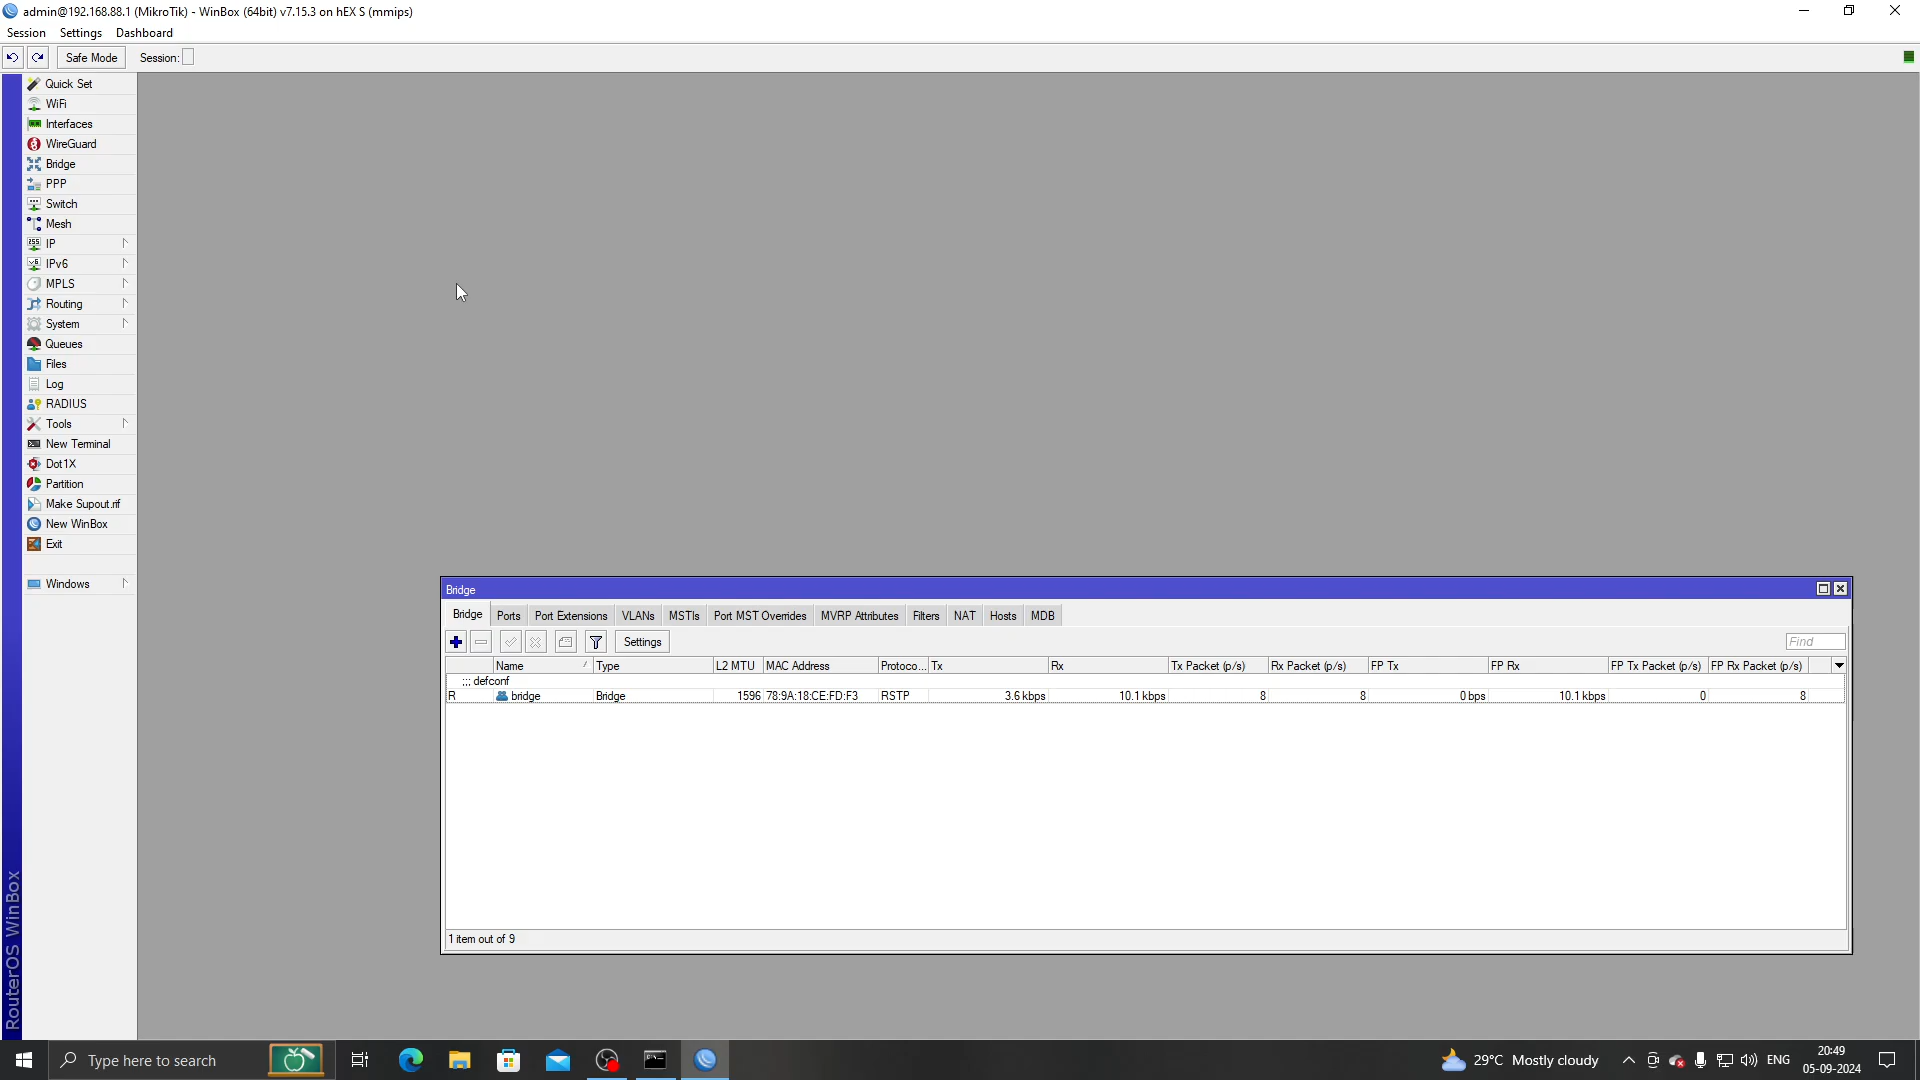 admin@192.168.88.1 (MikroTik) - WinBox (64bit) v7.15.3 on hEX S (mmips)
Session Settings Dashboard
Safe Mode Session:
Quick Set
WiFi
Interfaces
WireGuard
Bridge
PPP
Switch
Mesh
IP
IPv6
MPLS
Routing
System
Queues
Files
Log
RADIUS
Tools
New Terminal
Dot1X
Partition
Make Supout.rif
New WinBox
Exit
Windows
RouterOS WinBox
Bridge
Bridge Ports Port Extensions VLANs MSTIs Port MST Overrides MVRP Attributes Filters NAT Hosts MDB
Settings Find
Name Type L2 MTU MAC Address Protoco... Tx Rx Tx Packet (p/s) Rx Packet (p/s) FP Tx FP Rx FP Tx Packet (p/s) FP Rx Packet (p/s)
;;; defconf
R bridge Bridge 1596 78:9A:18:CE:FD:F3 RSTP 3.6 kbps 10.1 kbps 8 8 0 bps 10.1 kbps 0 8
1 item out of 9
Type here to search
29°C Mostly cloudy
ENG
20:49
05-09-2024